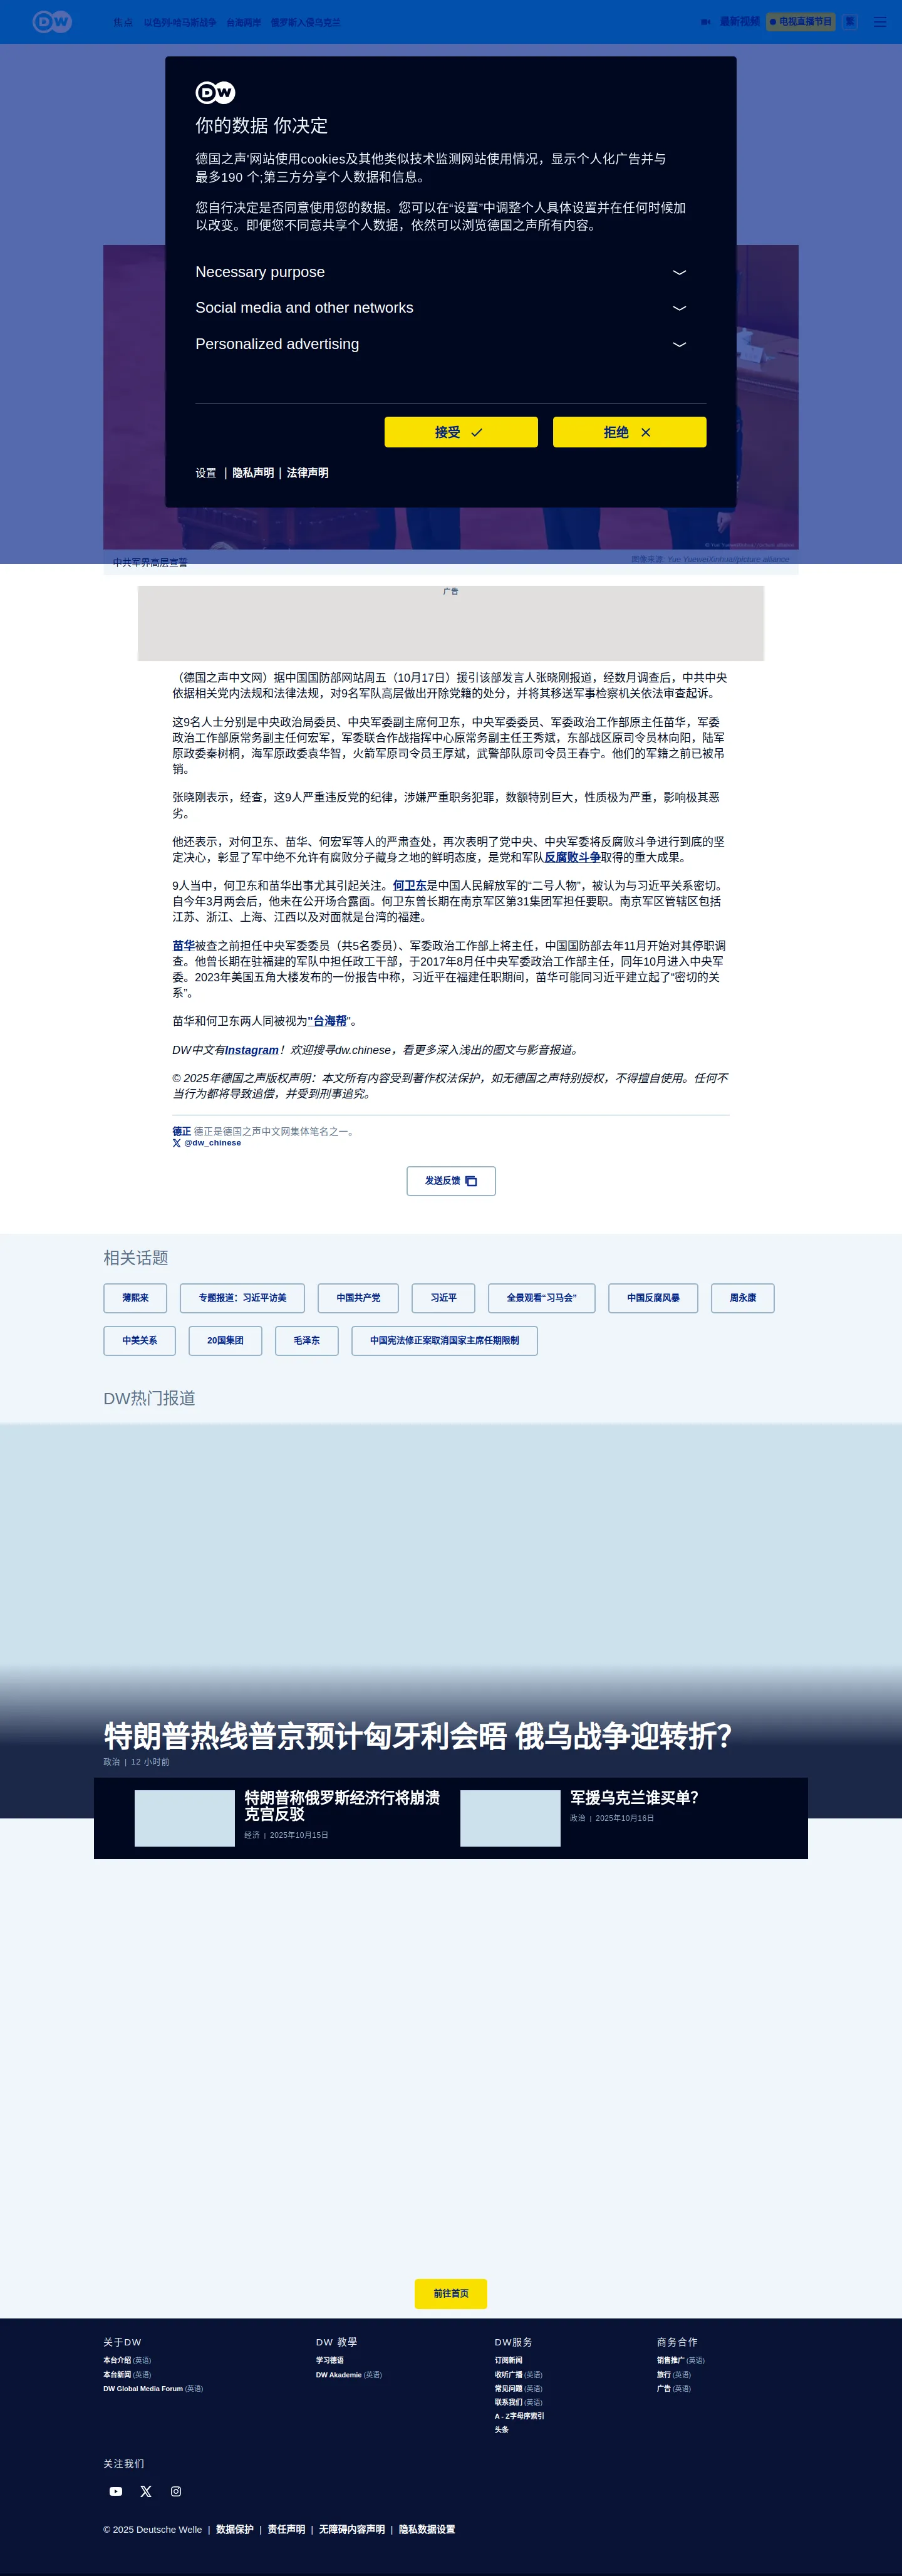 DW
焦点 以色列-哈马斯战争 台海两岸 俄罗斯入侵乌克兰 最新视频 电视直播节目 繁
DW
你的数据 你决定
德国之声'网站使用cookies及其他类似技术监测网站使用情况，显示个人化广告并与
最多190 个;第三方分享个人数据和信息。
您自行决定是否同意使用您的数据。您可以在“设置”中调整个人具体设置并在任何时候加
以改变。即便您不同意共享个人数据，依然可以浏览德国之声所有内容。
Necessary purpose
Social media and other networks
Personalized advertising
接受 拒绝
设置 | 隐私声明 | 法律声明
中共军界高层宣誓 图像来源: Yue Yuewei/Xinhua/picture alliance
广告
（德国之声中文网）据中国国防部网站周五（10月17日）援引该部发言人张晓刚报道，经数月调查后，中共中央
依据相关党内法规和法律法规，对9名军队高层做出开除党籍的处分，并将其移送军事检察机关依法审查起诉。
这9名人士分别是中央政治局委员、中央军委副主席何卫东，中央军委委员、军委政治工作部原主任苗华，军委
政治工作部原常务副主任何宏军，军委联合作战指挥中心原常务副主任王秀斌，东部战区原司令员林向阳，陆军
原政委秦树桐，海军原政委袁华智，火箭军原司令员王厚斌，武警部队原司令员王春宁。他们的军籍之前已被吊
销。
张晓刚表示，经查，这9人严重违反党的纪律，涉嫌严重职务犯罪，数额特别巨大，性质极为严重，影响极其恶
劣。
他还表示，对何卫东、苗华、何宏军等人的严肃查处，再次表明了党中央、中央军委将反腐败斗争进行到底的坚
定决心，彰显了军中绝不允许有腐败分子藏身之地的鲜明态度，是党和军队反腐败斗争取得的重大成果。
9人当中，何卫东和苗华出事尤其引起关注。何卫东是中国人民解放军的“二号人物”，被认为与习近平关系密切。
自今年3月两会后，他未在公开场合露面。何卫东曾长期在南京军区第31集团军担任要职。南京军区管辖区包括
江苏、浙江、上海、江西以及对面就是台湾的福建。
苗华被查之前担任中央军委委员（共5名委员）、军委政治工作部上将主任，中国国防部去年11月开始对其停职调
查。他曾长期在驻福建的军队中担任政工干部，于2017年8月任中央军委政治工作部主任，同年10月进入中央军
委。2023年美国五角大楼发布的一份报告中称，习近平在福建任职期间，苗华可能同习近平建立起了“密切的关
系”。
苗华和何卫东两人同被视为"台海帮"。
DW中文有Instagram！欢迎搜寻dw.chinese，看更多深入浅出的图文与影音报道。
© 2025年德国之声版权声明：本文所有内容受到著作权法保护，如无德国之声特别授权，不得擅自使用。任何不
当行为都将导致追偿，并受到刑事追究。
德正 德正是德国之声中文网集体笔名之一。
@dw_chinese
发送反馈
相关话题
薄熙来 专题报道：习近平访美 中国共产党 习近平 全景观看“习马会” 中国反腐风暴 周永康
中美关系 20国集团 毛泽东 中国宪法修正案取消国家主席任期限制
DW热门报道
特朗普热线普京预计匈牙利会晤 俄乌战争迎转折？
政治 | 12 小时前
特朗普称俄罗斯经济行将崩溃
克宫反驳
经济 | 2025年10月15日
军援乌克兰谁买单？
政治 | 2025年10月16日
前往首页
关于DW
本台介绍 (英语)
本台新闻 (英语)
DW Global Media Forum (英语)
DW 教學
学习德语
DW Akademie (英语)
DW服务
订阅新闻
收听广播 (英语)
常见问题 (英语)
联系我们 (英语)
A - Z字母序索引
头条
商务合作
销售推广 (英语)
旅行 (英语)
广告 (英语)
关注我们
© 2025 Deutsche Welle | 数据保护 | 责任声明 | 无障碍内容声明 | 隐私数据设置